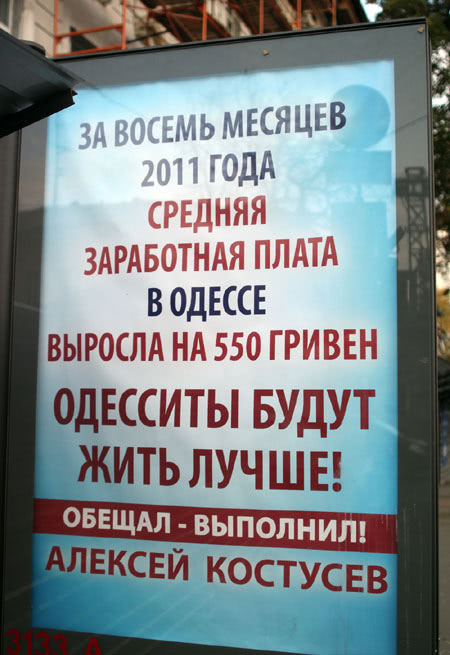 ЗА ВОСЕМЬ МЕСЯЦЕВ
2011 ГОДА
СРЕДНЯЯ
ЗАРАБОТНАЯ ПЛАТА
В ОДЕССЕ
ВЫРОСЛА НА 550 ГРИВЕН
ОДЕССИТЫ БУДУТ
ЖИТЬ ЛУЧШЕ!
ОБЕЩАЛ - ВЫПОЛНИЛ!
АЛЕКСЕЙ КОСТУСЕВ
3133 А